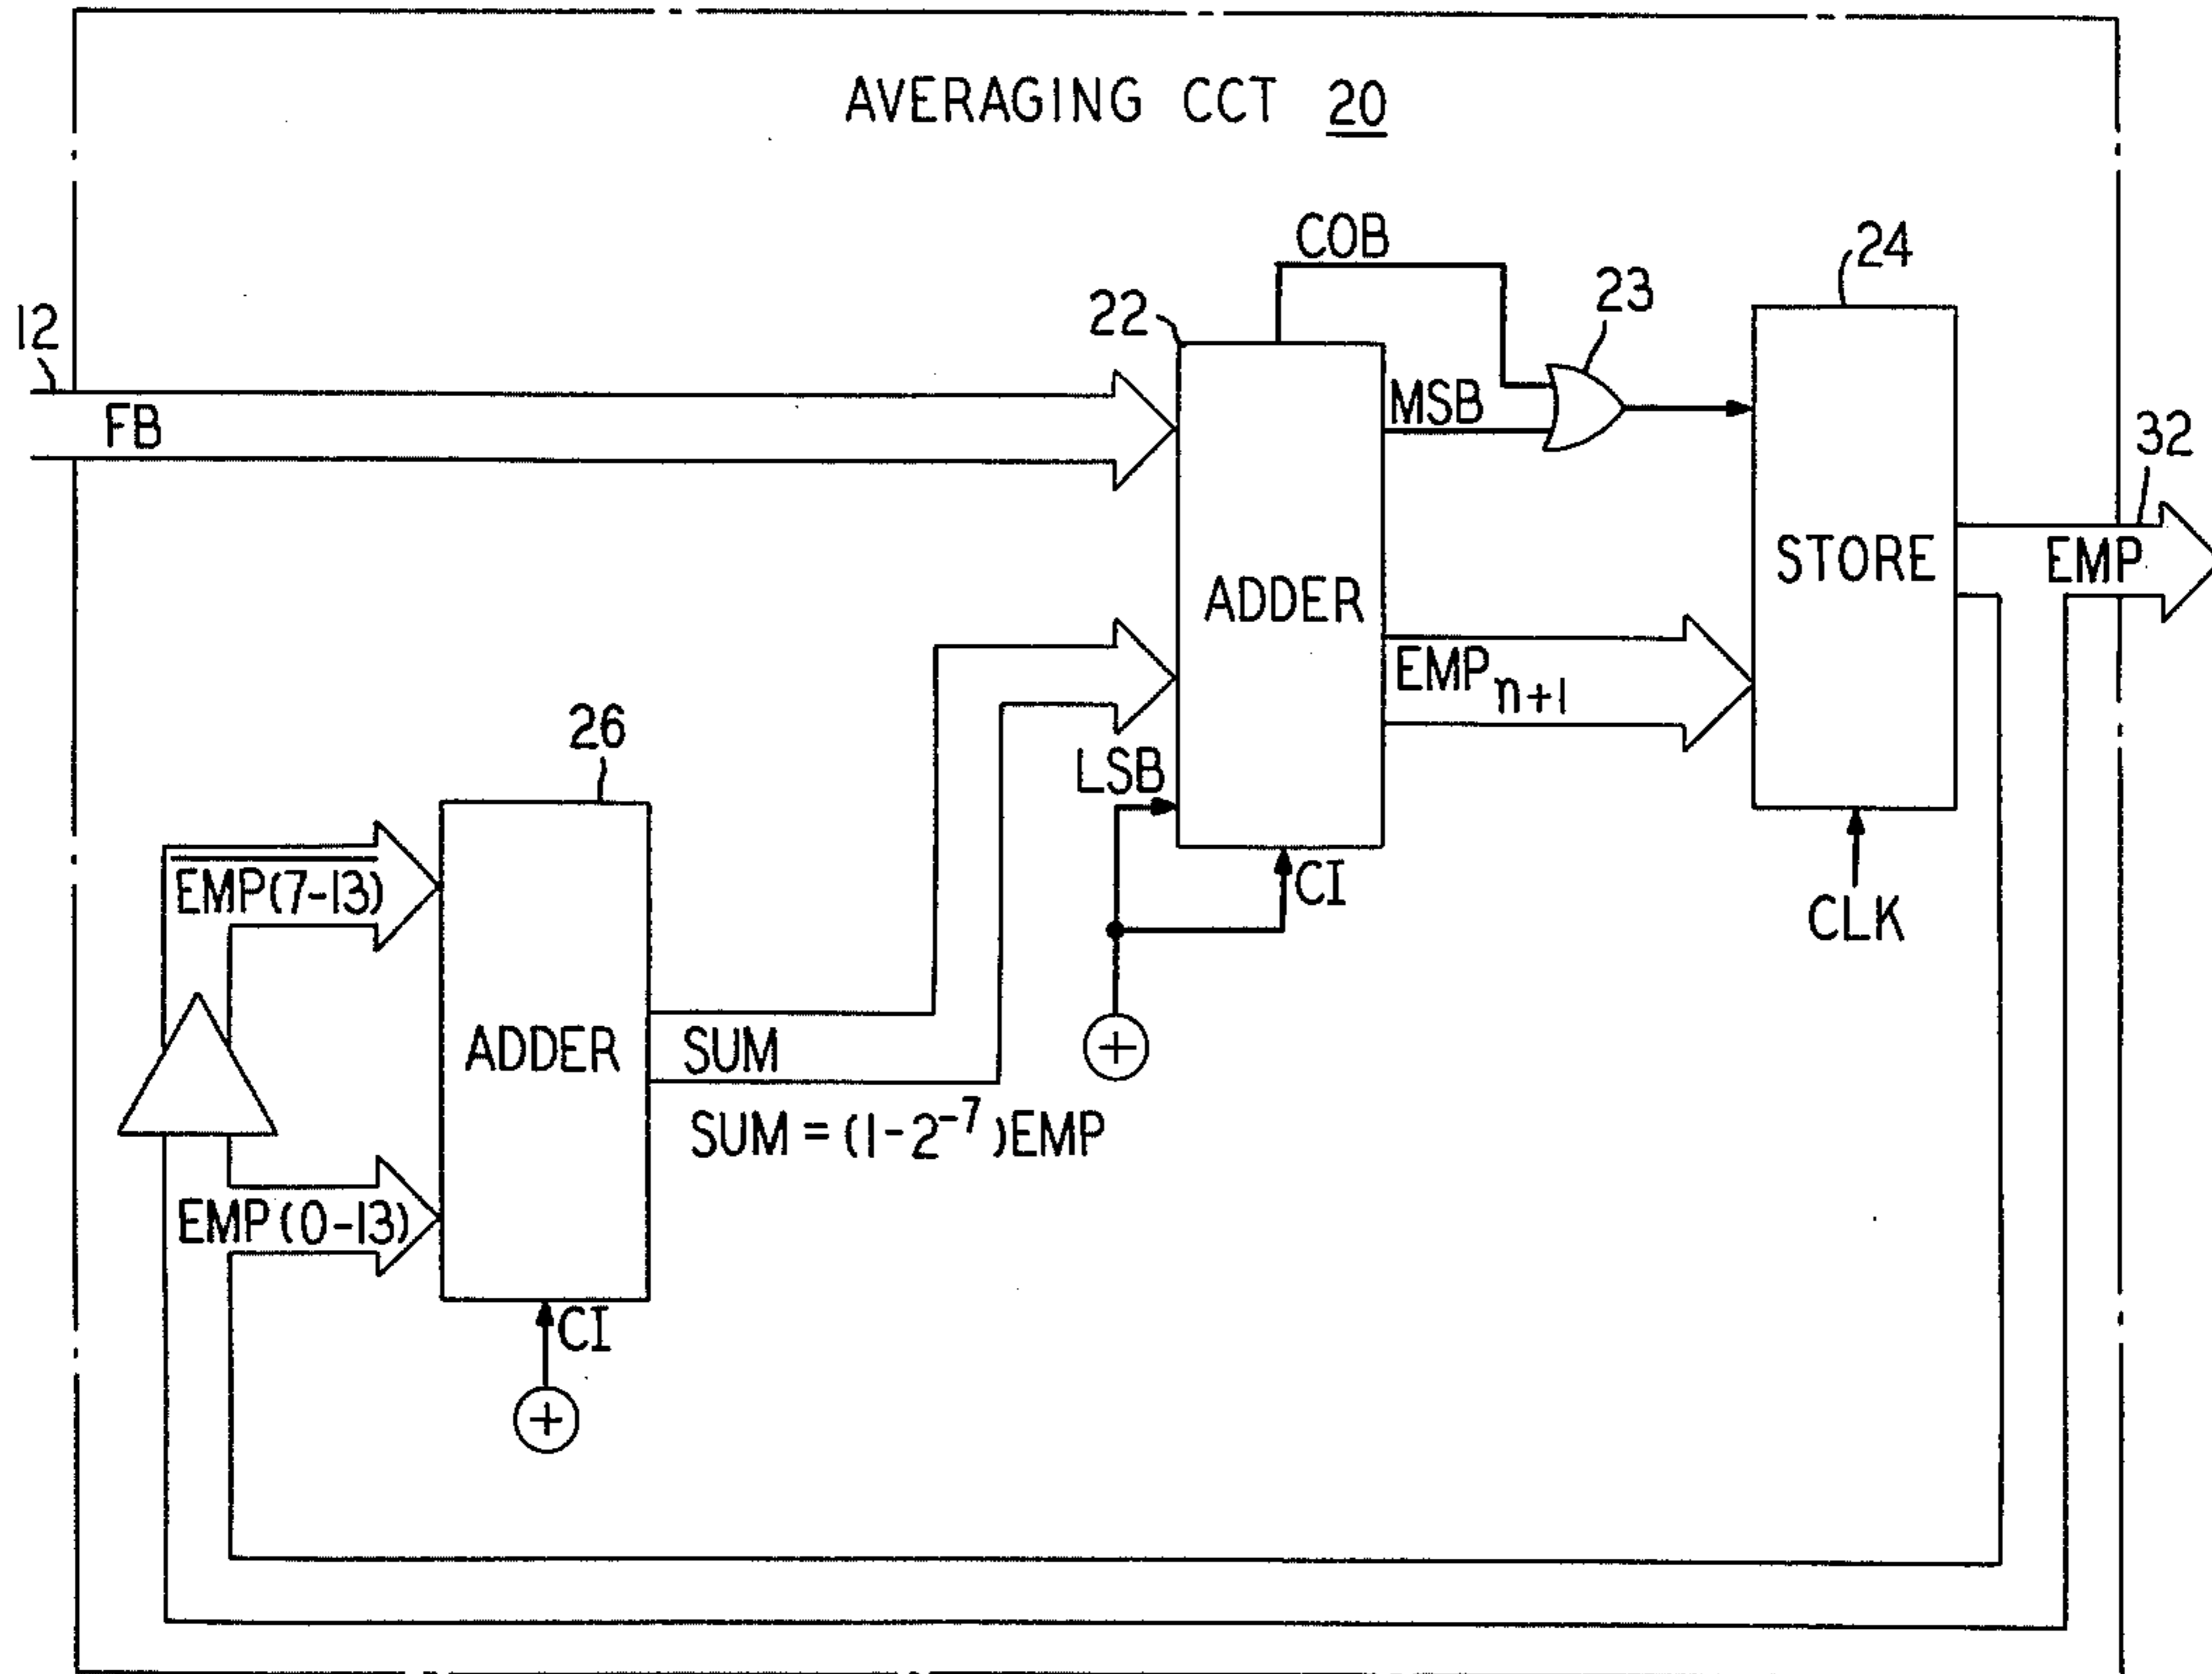 AVERAGING CCT 20
COB
24
23
22
12
MSB
FB
32
STORE
EMP
ADDER
EMPn+1
26
LSB
EMP(7-13)
CI
CLK
ADDER
SUM
+
SUM = (1-2⁻⁷)EMP
EMP(0-13)
CI
+